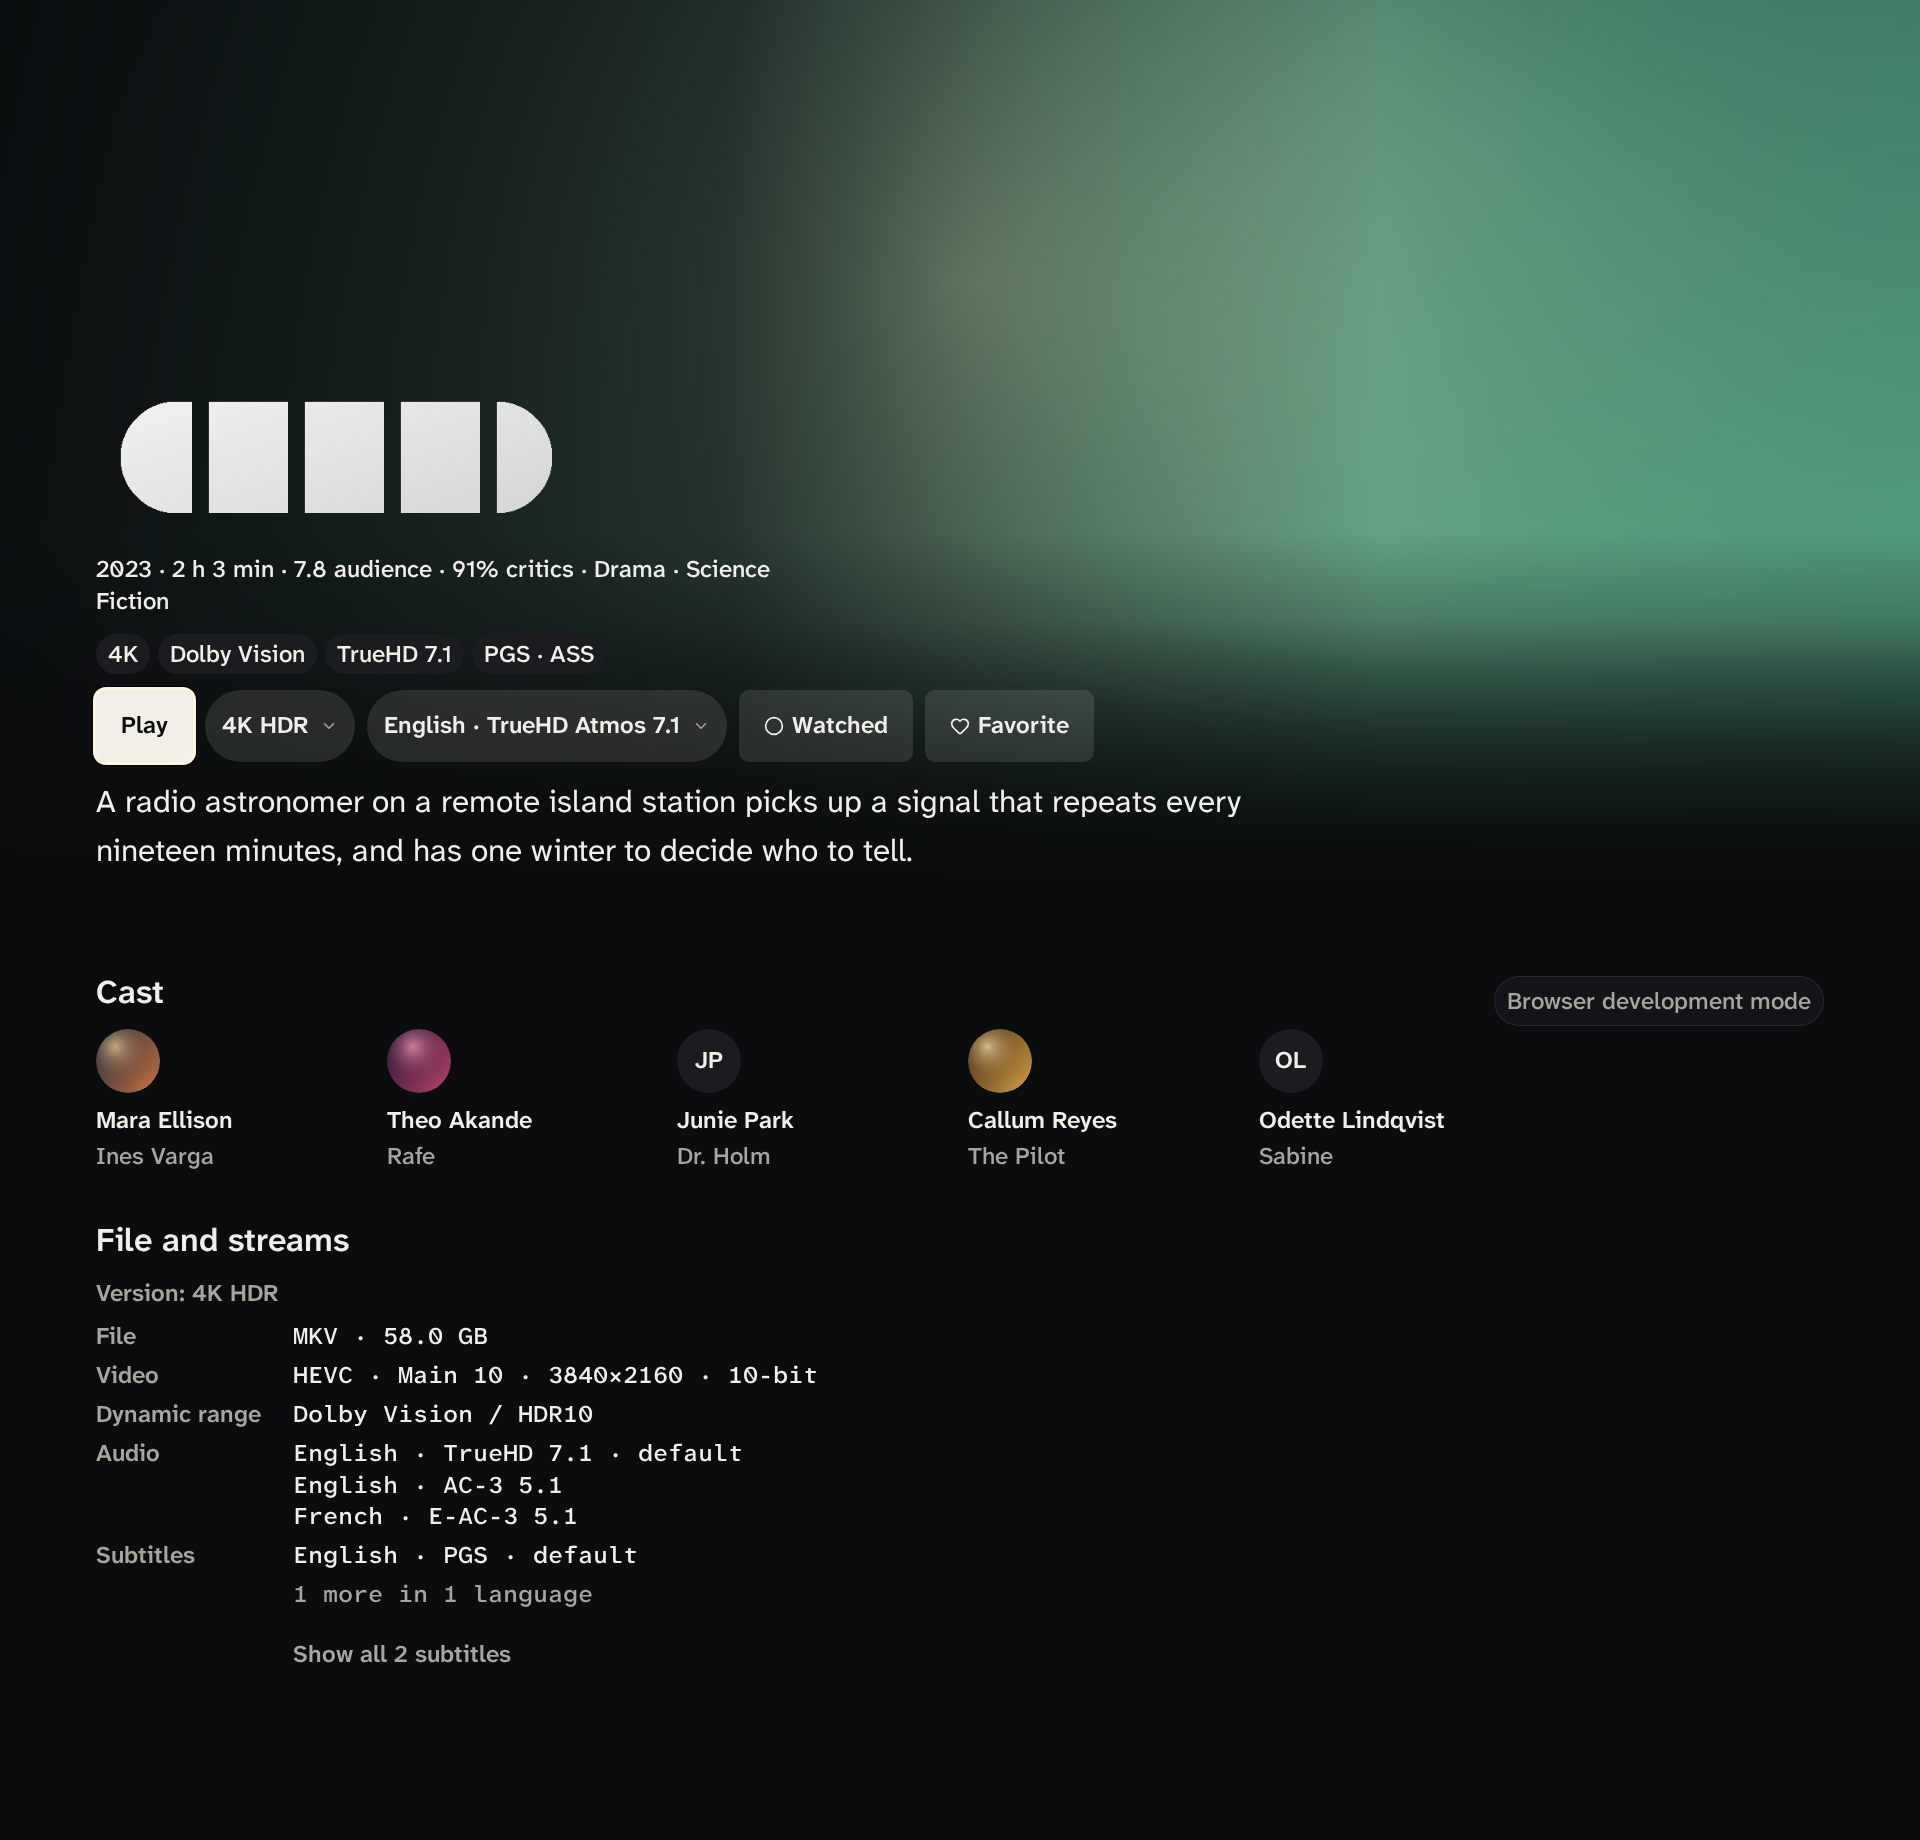 2023 · 2 h 3 min · 7.8 audience · 91% critics · Drama · Science
Fiction
4K Dolby Vision TrueHD 7.1 PGS · ASS
Play 4K HDR English · TrueHD Atmos 7.1 Watched Favorite
A radio astronomer on a remote island station picks up a signal that repeats every
nineteen minutes, and has one winter to decide who to tell.
Cast
Browser development mode
JP OL
Mara Ellison Theo Akande Junie Park Callum Reyes Odette Lindqvist
Ines Varga Rafe Dr. Holm The Pilot Sabine
File and streams
Version: 4K HDR
File MKV · 58.0 GB
Video HEVC · Main 10 · 3840×2160 · 10-bit
Dynamic range Dolby Vision / HDR10
Audio English · TrueHD 7.1 · default
English · AC-3 5.1
French · E-AC-3 5.1
Subtitles English · PGS · default
1 more in 1 language
Show all 2 subtitles